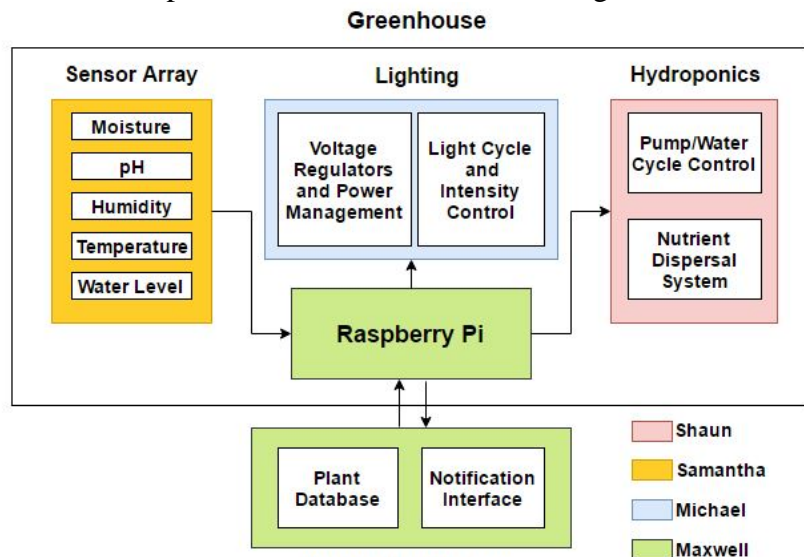 Greenhouse
Sensor Array
Moisture
pH
Humidity
Temperature
Water Level
Lighting
Voltage
Regulators
and Power
Management
Light Cycle
and
Intensity
Control
Hydroponics
Pump/Water
Cycle Control
Nutrient
Dispersal
System
Raspberry Pi
Plant
Database
Notification
Interface
Shaun
Samantha
Michael
Maxwell